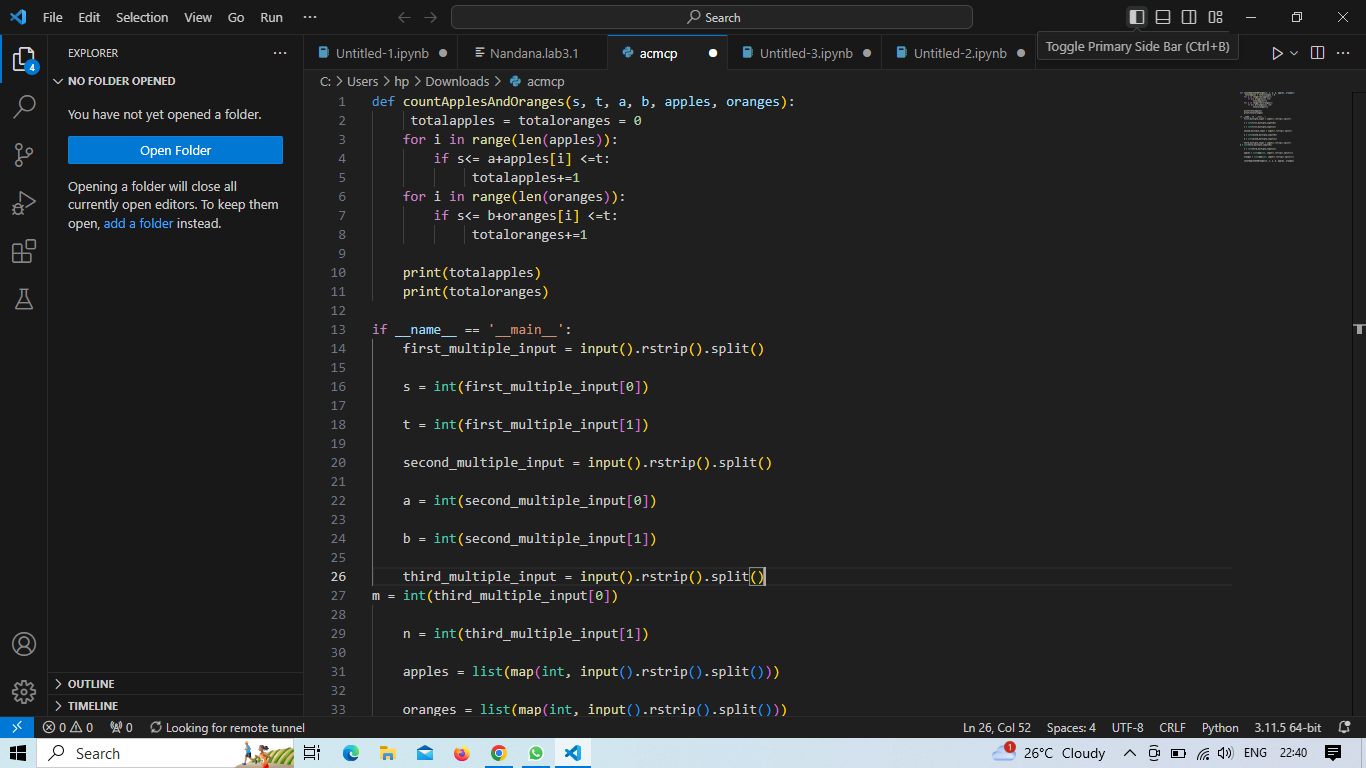 File Edit Selection View Go Run ··· Search
EXPLORER ···
Untitled-1.ipynb Nandana.lab3.1 acmcp Untitled-3.ipynb Untitled-2.ipynb
Toggle Primary Side Bar (Ctrl+B)
4
NO FOLDER OPENED
You have not yet opened a folder.
Open Folder
Opening a folder will close all
currently open editors. To keep them
open, add a folder instead.
OUTLINE
TIMELINE
C: > Users > hp > Downloads > acmcp
1 def countApplesAndOranges(s, t, a, b, apples, oranges):
2 totalapples = totaloranges = 0
3 for i in range(len(apples)):
4 if s<= a+apples[i] <=t:
5 totalapples+=1
6 for i in range(len(oranges)):
7 if s<= b+oranges[i] <=t:
8 totaloranges+=1
9
10 print(totalapples)
11 print(totaloranges)
12
13 if __name__ == '__main__':
14 first_multiple_input = input().rstrip().split()
15
16 s = int(first_multiple_input[0])
17
18 t = int(first_multiple_input[1])
19
20 second_multiple_input = input().rstrip().split()
21
22 a = int(second_multiple_input[0])
23
24 b = int(second_multiple_input[1])
25
26 third_multiple_input = input().rstrip().split()
27 m = int(third_multiple_input[0])
28
29 n = int(third_multiple_input[1])
30
31 apples = list(map(int, input().rstrip().split()))
32
33 oranges = list(map(int, input().rstrip().split()))
0 0 0 Looking for remote tunnel Ln 26, Col 52 Spaces: 4 UTF-8 CRLF Python 3.11.5 64-bit
Search 1 26°C Cloudy ENG 22:40